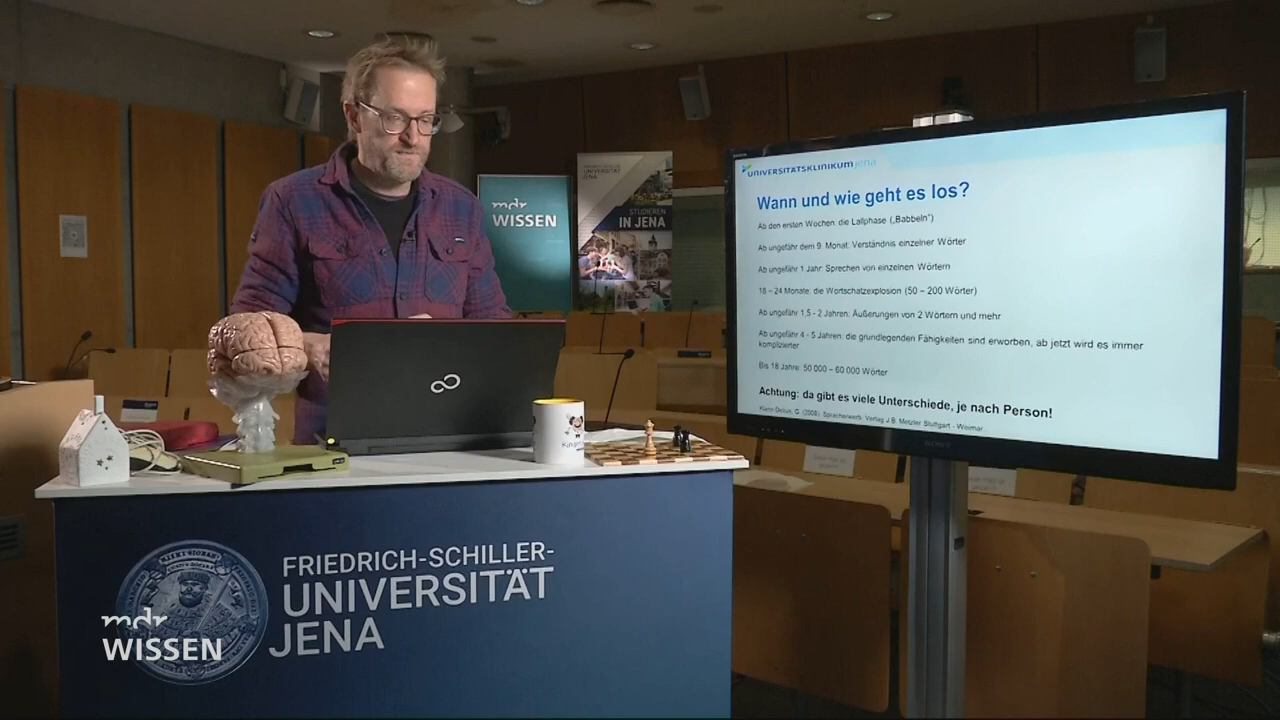 UNIVERSITÄTSKLINIKUM jena
Wann und wie geht es los?
Ab den ersten Wochen: die Lallphase („Babbeln“)
Ab ungefähr dem 9. Monat: Verständnis einzelner Wörter
Ab ungefähr 1 Jahr: Sprechen von einzelnen Wörtern
18 – 24 Monate: die Wortschatzexplosion (50 – 200 Wörter)
Ab ungefähr 1,5 - 2 Jahren: Äußerungen von 2 Wörtern und mehr
Ab ungefähr 4 - 5 Jahren: die grundlegenden Fähigkeiten sind erworben, ab jetzt wird es immer
komplizierter
Bis 18 Jahre: 50 000 – 60 000 Wörter
Achtung: da gibt es viele Unterschiede, je nach Person!
G. (2008). Spracherwerb. Verlag J.B. Metzler Stuttgart - Weimar.
SONY
mdr
WISSEN
UNIVERSITÄT
JENA
STUDIEREN
IN JENA
FRIEDRICH-SCHILLER-
UNIVERSITÄT
JENA
mdr
WISSEN